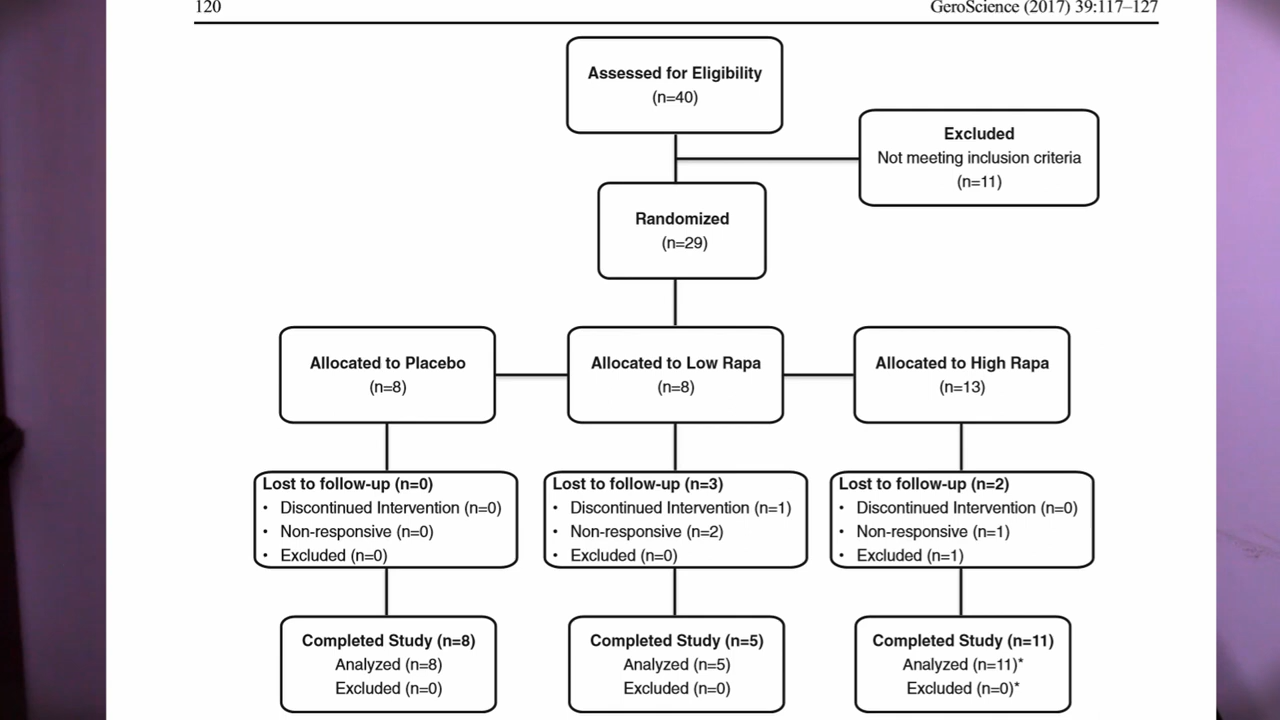 120
GeroScience (2017) 39:117–127
Assessed for Eligibility
(n=40)
Excluded
Not meeting inclusion criteria
(n=11)
Randomized
(n=29)
Allocated to Placebo
(n=8)
Allocated to Low Rapa
(n=8)
Allocated to High Rapa
(n=13)
Lost to follow-up (n=0)
• Discontinued Intervention (n=0)
• Non-responsive (n=0)
• Excluded (n=0)
Lost to follow-up (n=3)
• Discontinued Intervention (n=1)
• Non-responsive (n=2)
• Excluded (n=0)
Lost to follow-up (n=2)
• Discontinued Intervention (n=0)
• Non-responsive (n=1)
• Excluded (n=1)
Completed Study (n=8)
Analyzed (n=8)
Excluded (n=0)
Completed Study (n=5)
Analyzed (n=5)
Excluded (n=0)
Completed Study (n=11)
Analyzed (n=11)*
Excluded (n=0)*